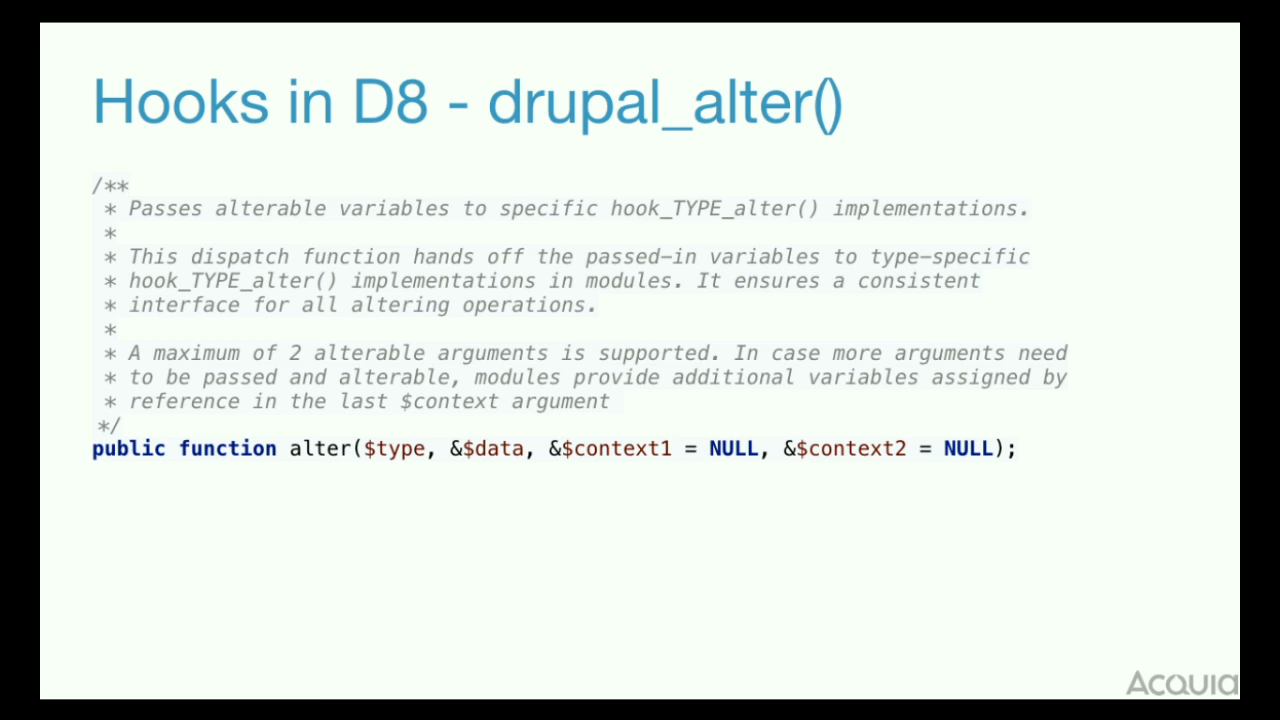 Hooks in D8 - drupal_alter()
/**
 * Passes alterable variables to specific hook_TYPE_alter() implementations.
 *
 * This dispatch function hands off the passed-in variables to type-specific
 * hook_TYPE_alter() implementations in modules. It ensures a consistent
 * interface for all altering operations.
 *
 * A maximum of 2 alterable arguments is supported. In case more arguments need
 * to be passed and alterable, modules provide additional variables assigned by
 * reference in the last $context argument
 */
public function alter($type, &$data, &$context1 = NULL, &$context2 = NULL);
Acquia